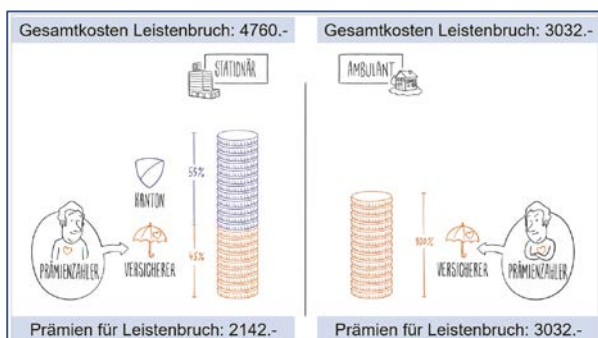 Gesamtkosten Leistenbruch: 4760.-
Gesamtkosten Leistenbruch: 3032.-
STATIONÄR
AMBULANT
55%
KANTON
45%
100%
PRÄMIENZAHLER
VERSICHERER
VERSICHERER
PRÄMIENZAHLER
Prämien für Leistenbruch: 2142.-
Prämien für Leistenbruch: 3032.-